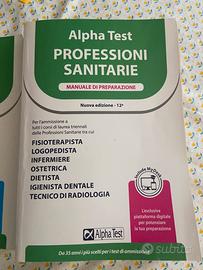 Alpha Test
PROFESSIONI
SANITARIE
MANUALE DI PREPARAZIONE
Nuova edizione - 12ª
Per l'ammissione a
tutti i corsi di laurea triennali
delle Professioni Sanitarie tra cui
FISIOTERAPISTA
LOGOPEDISTA
INFERMIERE
OSTETRICA
DIETISTA
IGIENISTA DENTALE
TECNICO DI RADIOLOGIA
L'esclusiva
piattaforma digitale
per potenziare
la tua preparazione
Alpha Test
Da 35 anni i più scelti per i test di ammissione
subito